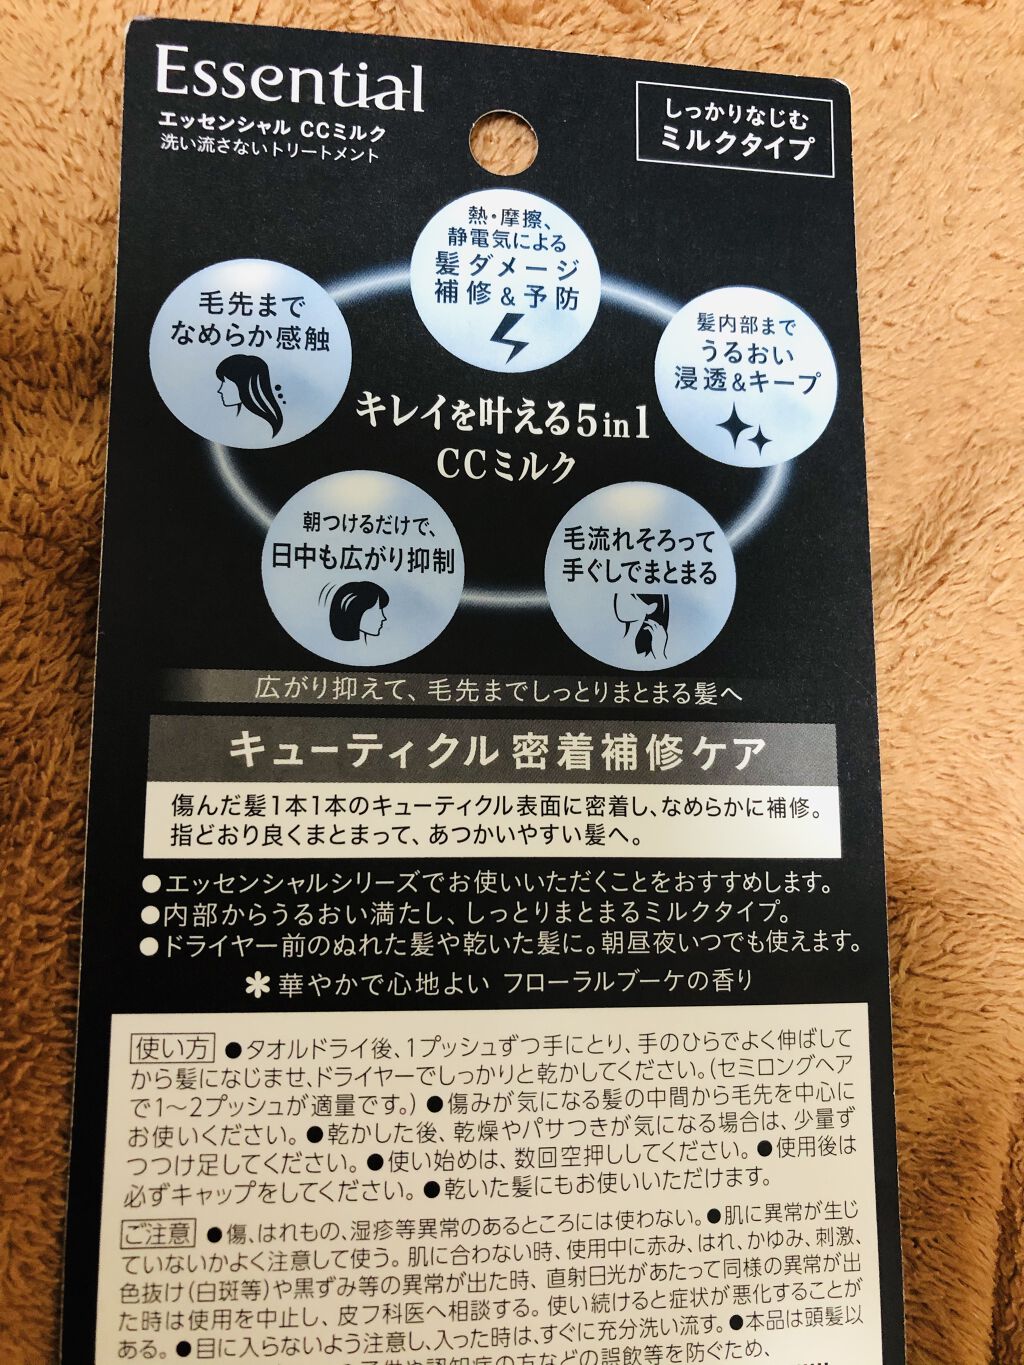 Essential
エッセンシャル CCミルク
洗い流さないトリートメント
しっかりなじむ
ミルクタイプ
熱・摩擦、
静電気による
髪ダメージ
補修&予防
毛先まで
なめらか感触
髪内部まで
うるおい
浸透&キープ
キレイを叶える5in1
CCミルク
朝つけるだけで、
日中も広がり抑制
毛流れそろって
手ぐしでまとまる
広がり抑えて、毛先までしっとりまとまる髪へ
キューティクル密着補修ケア
傷んだ髪1本1本のキューティクル表面に密着し、なめらかに補修。
指どおり良くまとまって、あつかいやすい髪へ。
●エッセンシャルシリーズでお使いいただくことをおすすめします。
●内部からうるおい満たし、しっとりまとまるミルクタイプ。
●ドライヤー前のぬれた髪や乾いた髪に。朝昼夜いつでも使えます。
＊華やかで心地よい フローラルブーケの香り
使い方 ●タオルドライ後、1プッシュずつ手にとり、手のひらでよく伸ばして
から髪になじませ、ドライヤーでしっかりと乾かしてください。(セミロングヘア
で1〜2プッシュが適量です。)●傷みが気になる髪の中間から毛先を中心に
お使いください。●乾かした後、乾燥やパサつきが気になる場合は、少量ず
つつけ足してください。●使い始めは、数回空押ししてください。●使用後は
必ずキャップをしてください。●乾いた髪にもお使いいただけます。
ご注意 ●傷、はれもの、湿疹等異常のあるところには使わない。●肌に異常が生じ
ていないかよく注意して使う。肌に合わない時、使用中に赤み、はれ、かゆみ、刺激、
色抜け(白斑等)や黒ずみ等の異常が出た時、直射日光があたって同様の異常が出
た時は使用を中止し、皮フ科医へ相談する。使い続けると症状が悪化することが
ある。●目に入らないよう注意し、入った時は、すぐに充分洗い流す。●本品は頭髪以
子供や認知症の方などの誤飲等を防ぐため、